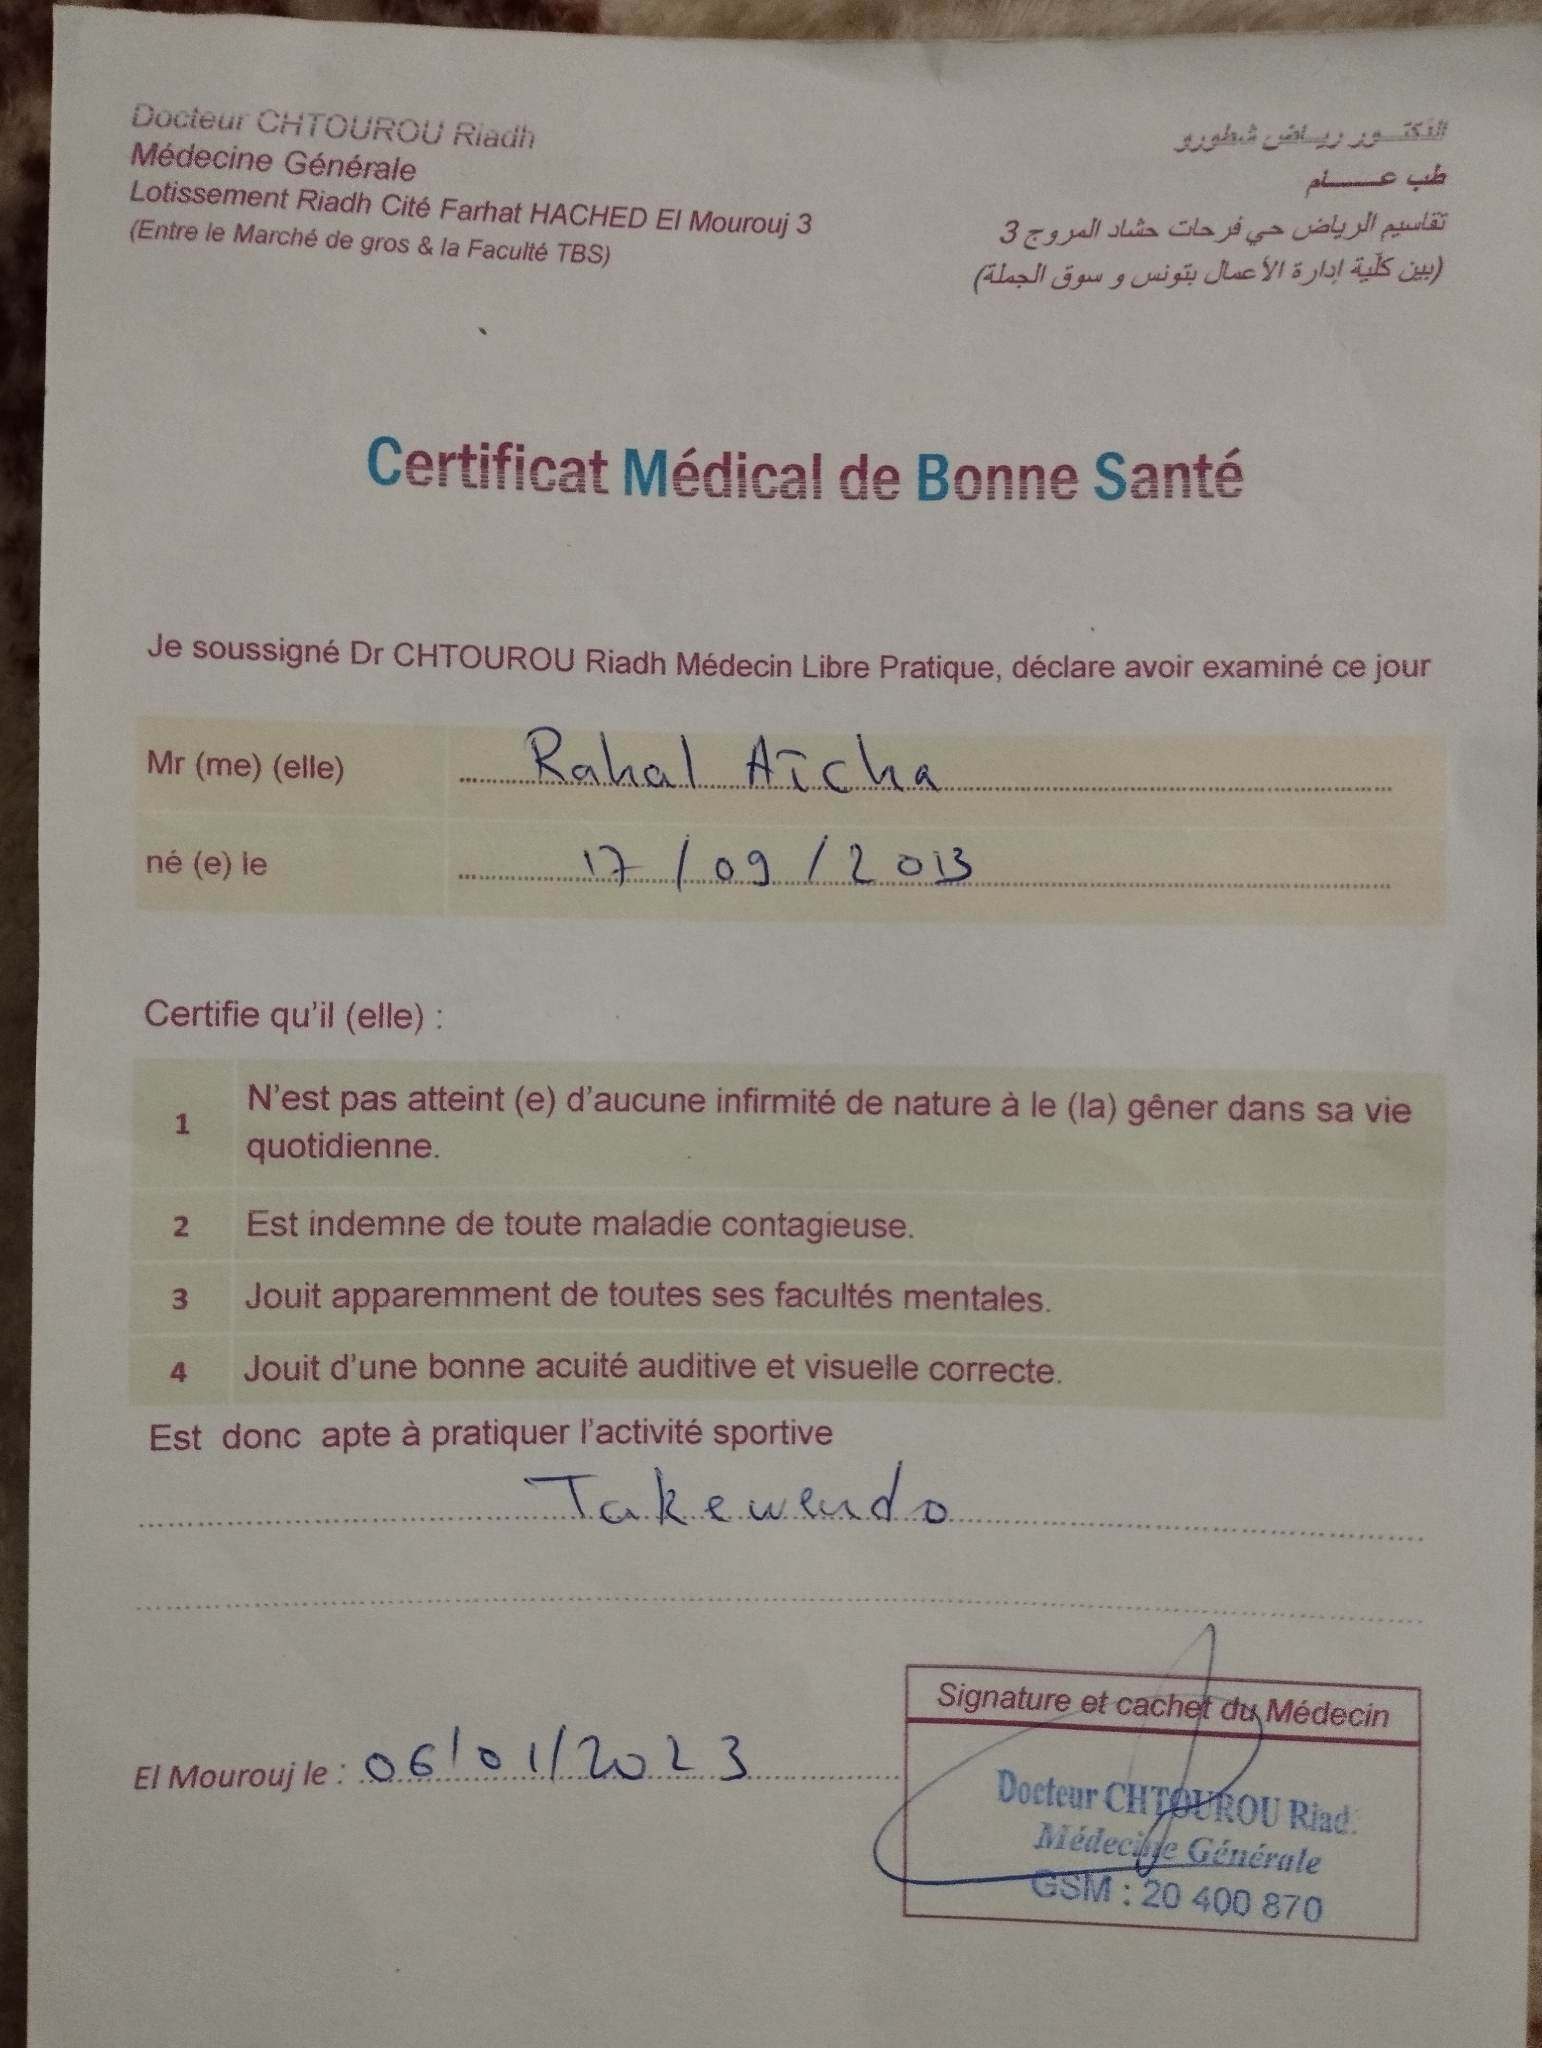 Docteur CHTOUROU Riadh
Médecine Générale
Lotissement Riadh Cité Farhat HACHED El Mourouj 3
(Entre le Marché de gros & la Faculté TBS)
الدكتـــور ريـــاض شطورو
طب عـــــــام
تقاسيم الرياض حي فرحات حشاد المروج 3
(بين كلّية إدارة الأعمال بتونس و سوق الجملة)
Certificat Médical de Bonne Santé
Je soussigné Dr CHTOUROU Riadh Médecin Libre Pratique, déclare avoir examiné ce jour
Mr (me) (elle) Rahal Aïcha
né (e) le 17/09/2013
Certifie qu'il (elle) :
1 N'est pas atteint (e) d'aucune infirmité de nature à le (la) gêner dans sa vie
quotidienne.
2 Est indemne de toute maladie contagieuse.
3 Jouit apparemment de toutes ses facultés mentales.
4 Jouit d'une bonne acuité auditive et visuelle correcte.
Est donc apte à pratiquer l'activité sportive
Takewendo
El Mourouj le : 06/01/2023
Signature et cachet du Médecin
Docteur CHTOUROU Riad.
Médecine Générale
GSM : 20 400 870